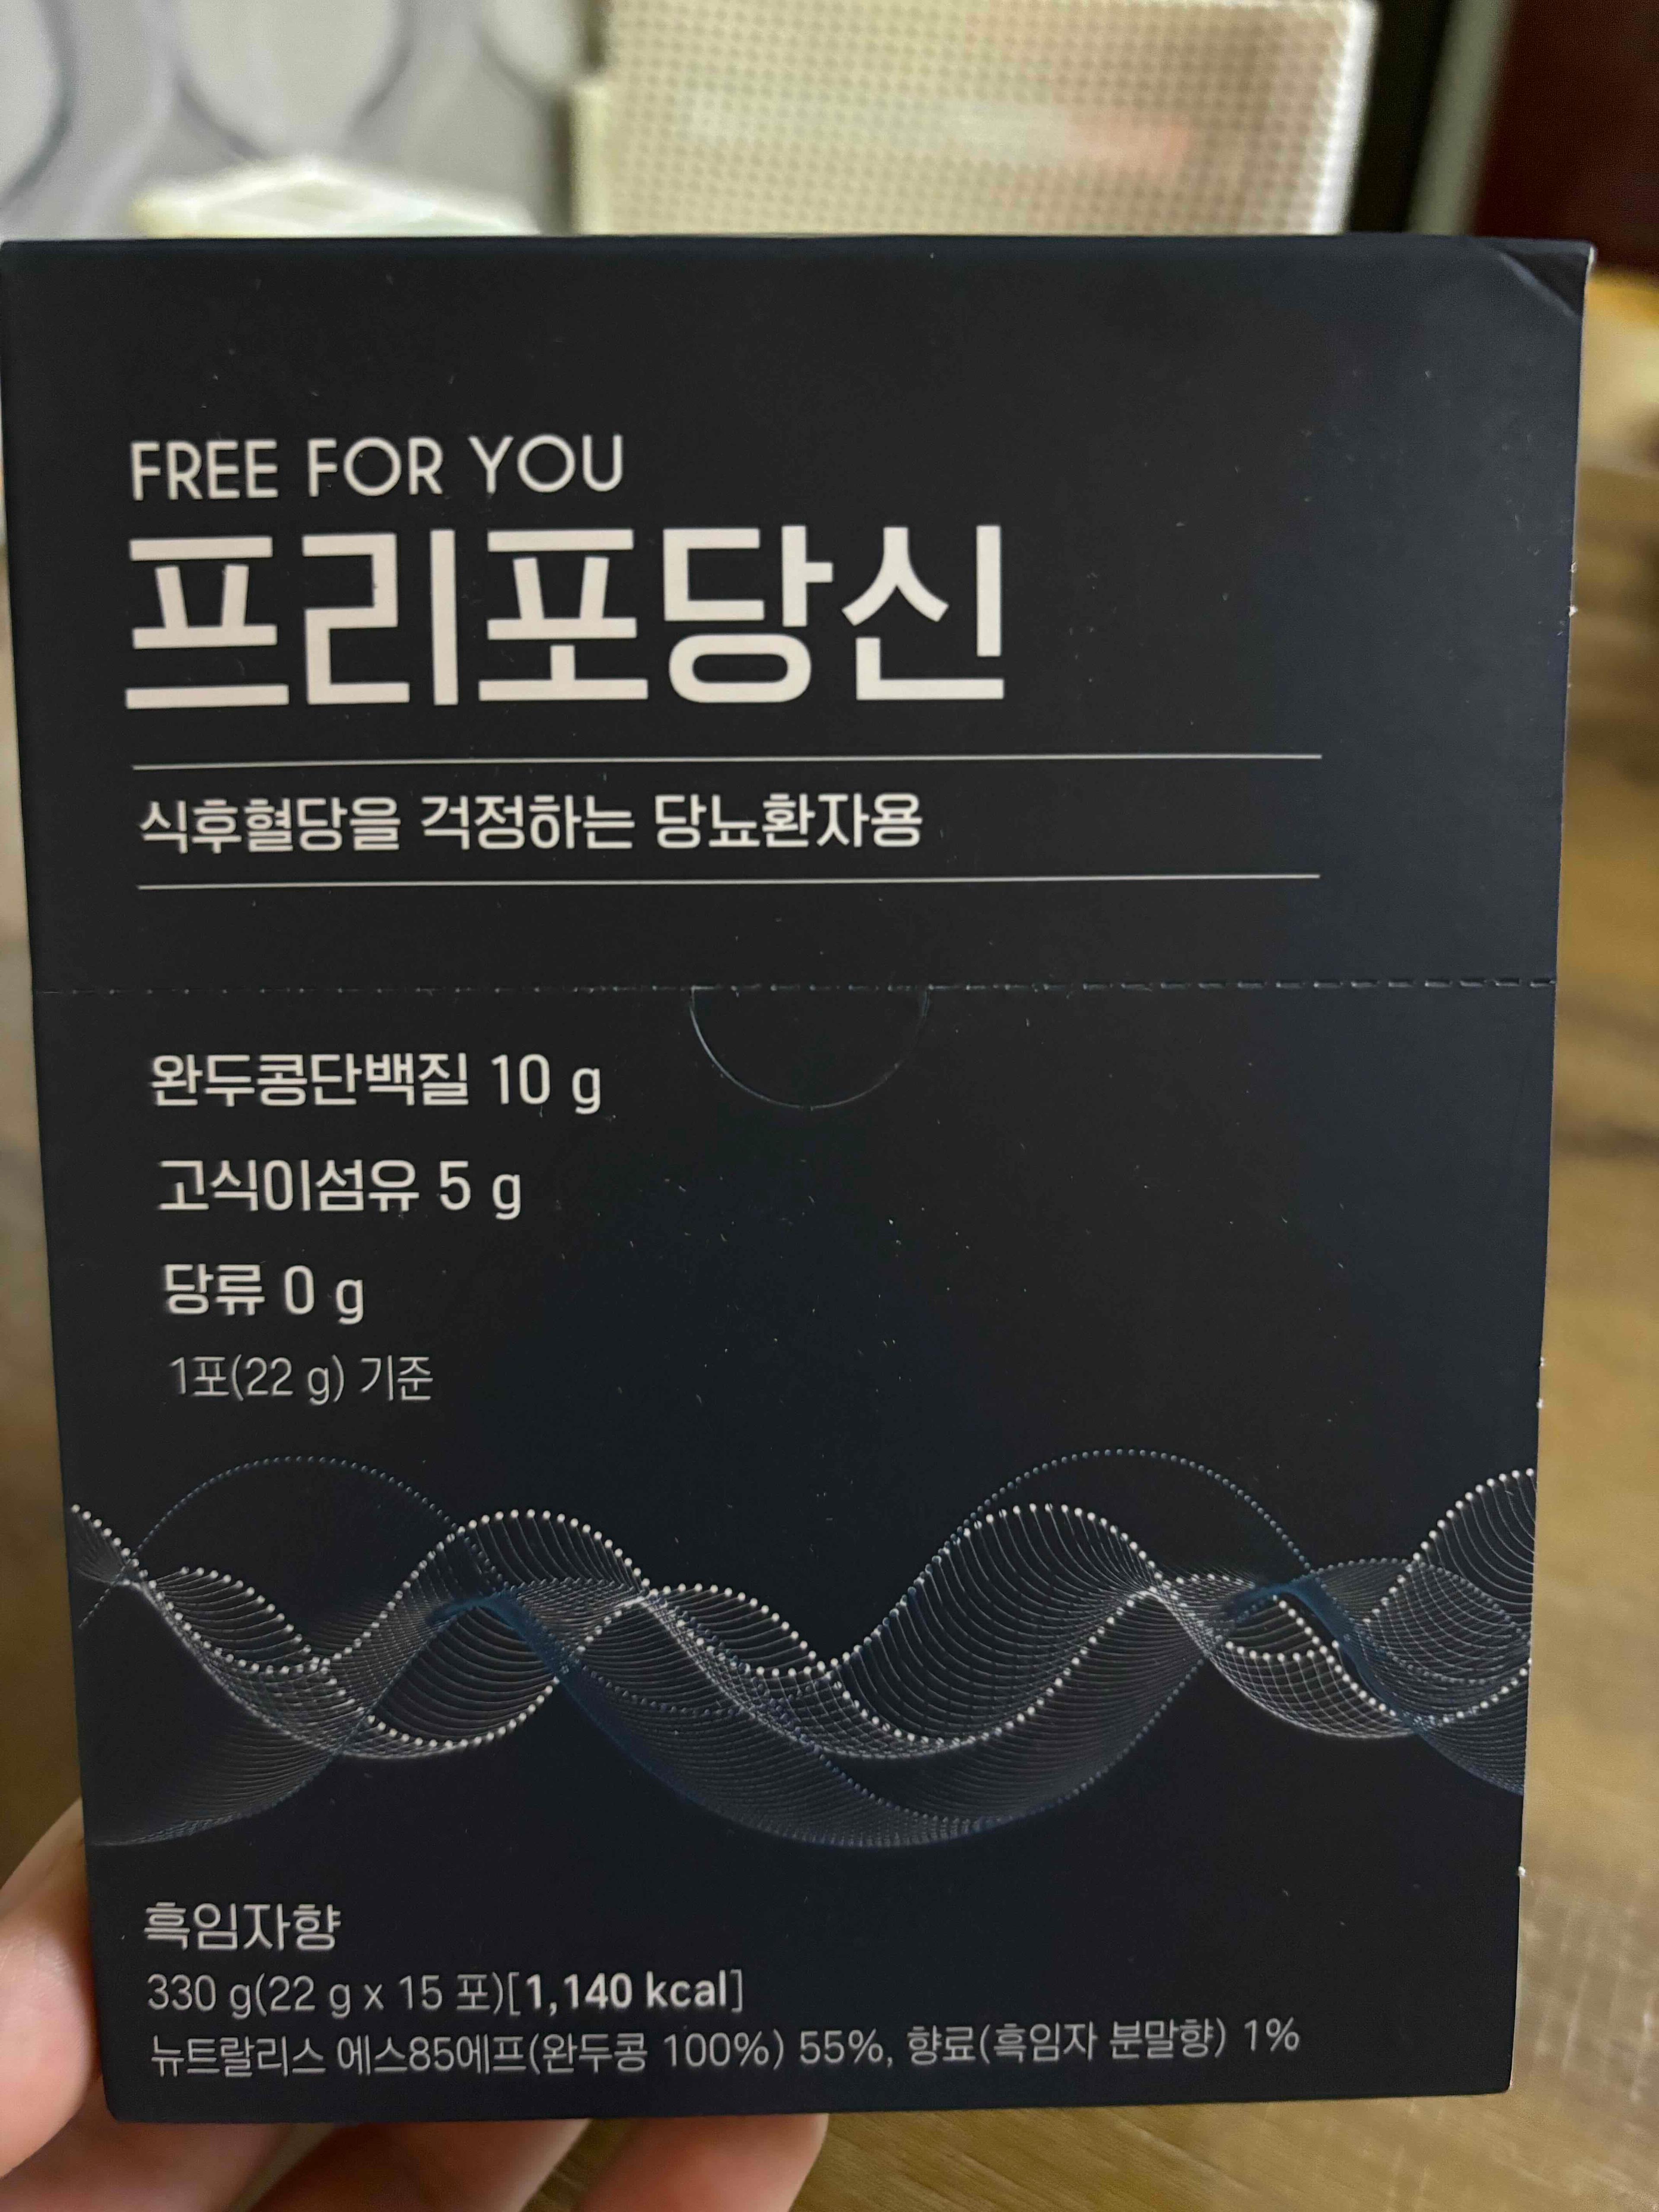 FREE FOR YOU
프리포당신
식후혈당을 걱정하는 당뇨환자용
완두콩단백질 10 g
고식이섬유 5 g
당류 0 g
1포(22 g) 기준
흑임자향
330 g(22 g x 15 포)[1,140 kcal]
뉴트랄리스 에스85에프(완두콩 100%) 55%, 향료(흑임자 분말향) 1%